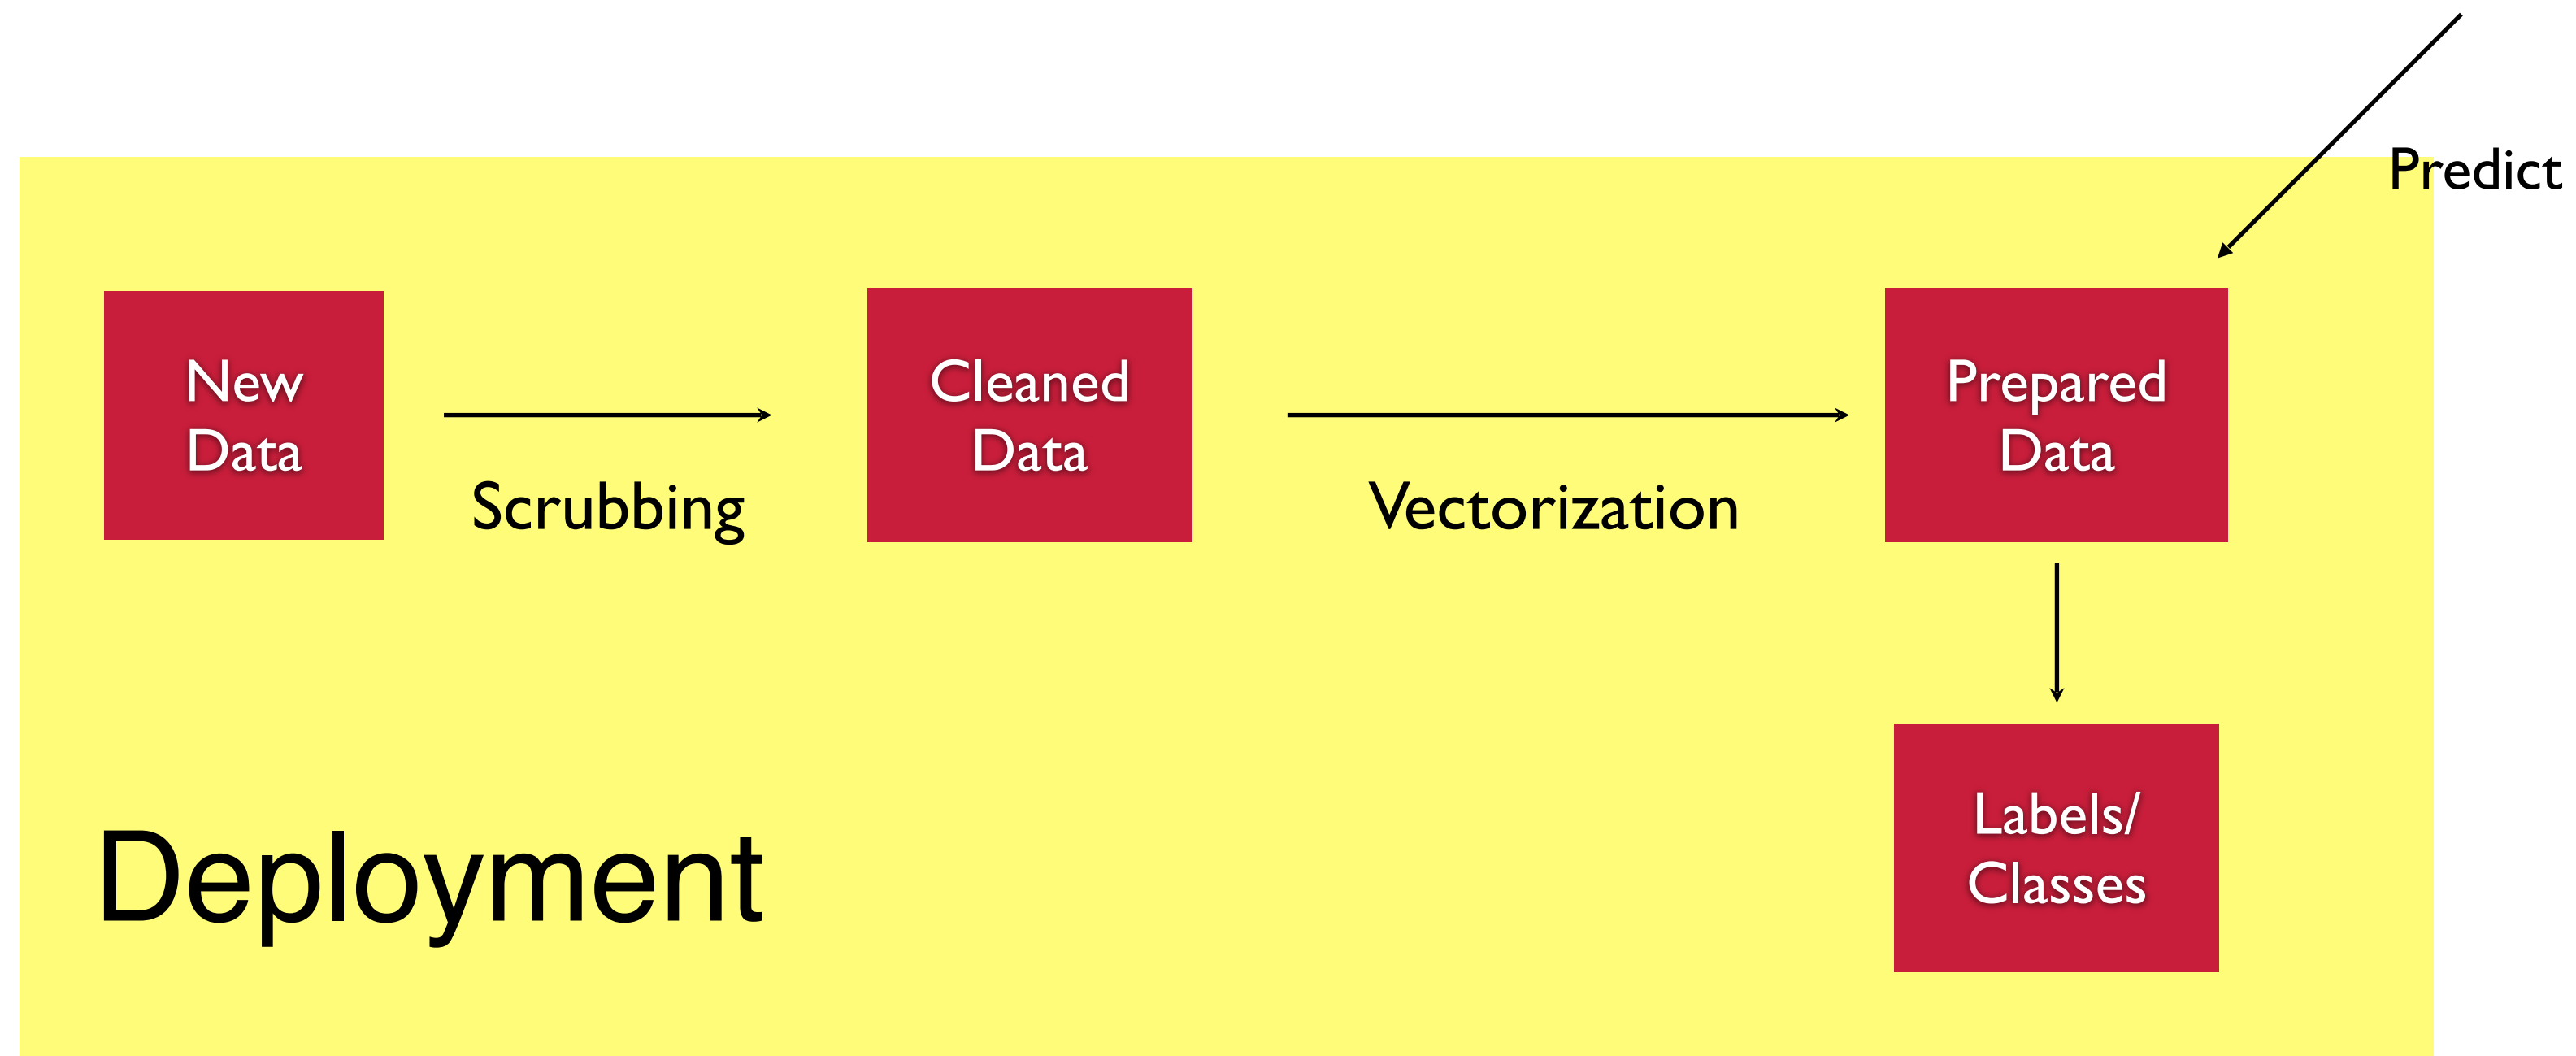 Predict
New
Data
Scrubbing
Cleaned
Data
Vectorization
Prepared
Data
Labels/
Classes
Deployment